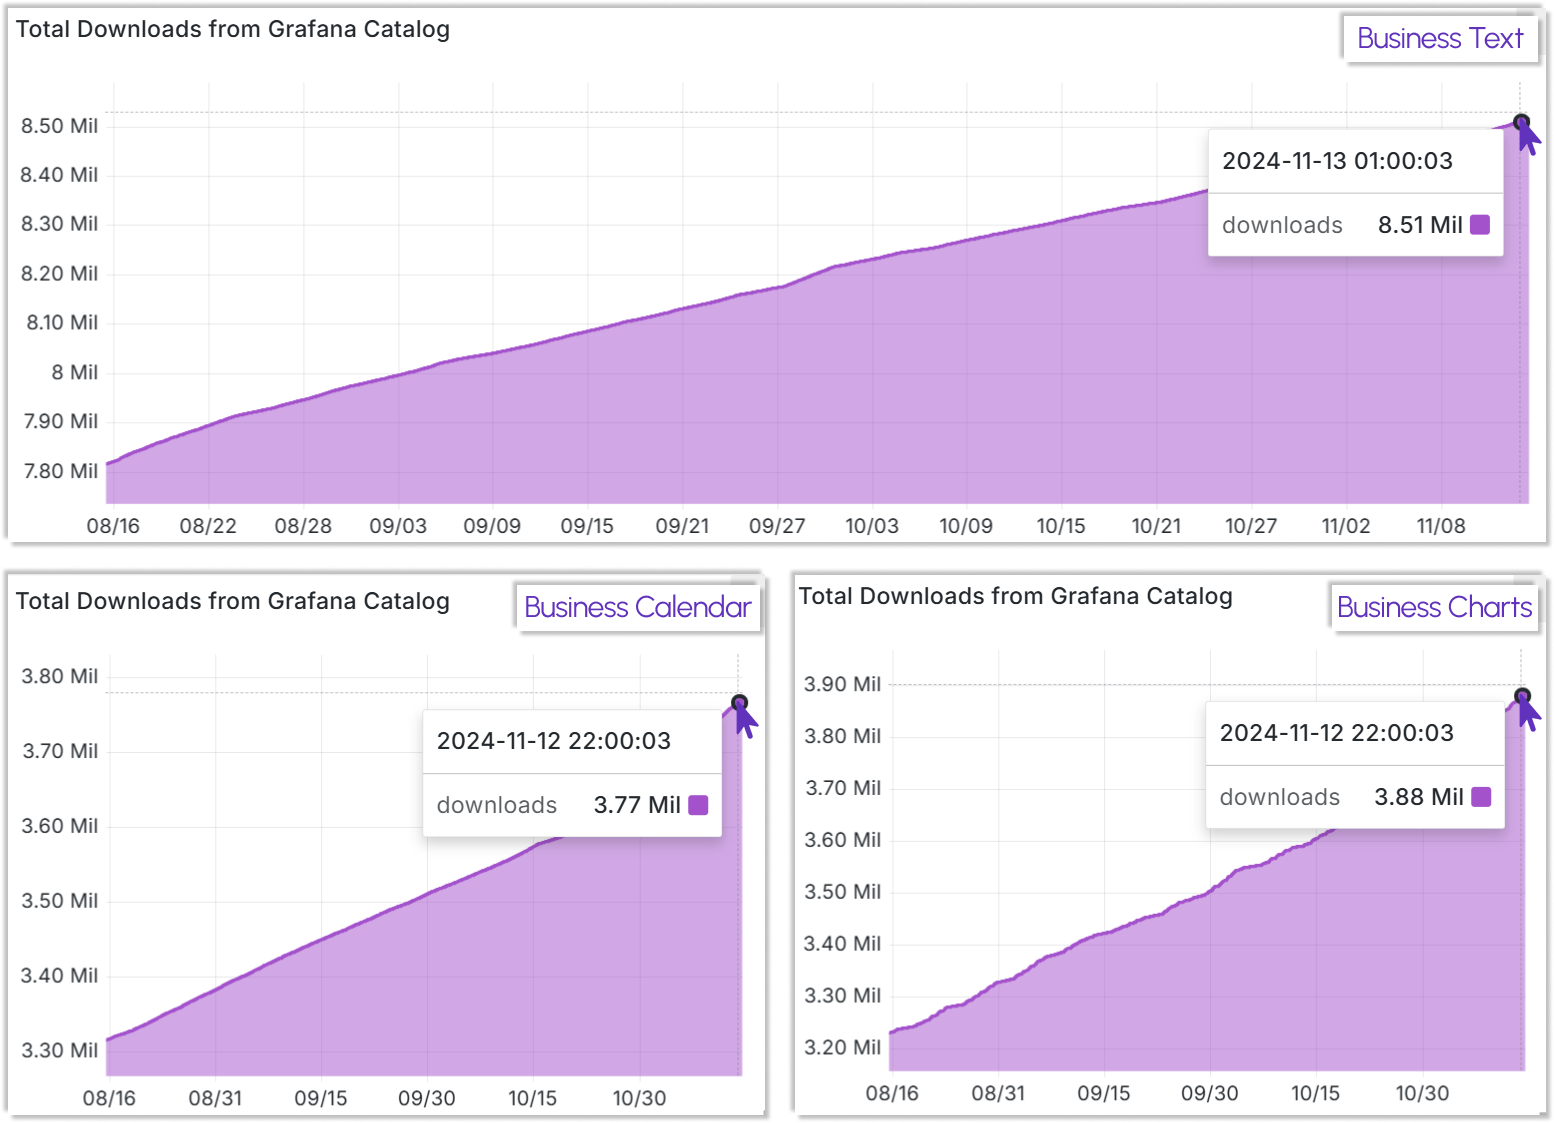 Total Downloads from Grafana Catalog
Business Text
8.50 Mil
8.40 Mil
8.30 Mil
8.20 Mil
8.10 Mil
8 Mil
7.90 Mil
7.80 Mil
2024-11-13 01:00:03
downloads 8.51 Mil
08/16 08/22 08/28 09/03 09/09 09/15 09/21 09/27 10/03 10/09 10/15 10/21 10/27 11/02 11/08
Total Downloads from Grafana Catalog
Business Calendar
3.80 Mil
3.70 Mil
3.60 Mil
3.50 Mil
3.40 Mil
3.30 Mil
2024-11-12 22:00:03
downloads 3.77 Mil
08/16 08/31 09/15 09/30 10/15 10/30
Total Downloads from Grafana Catalog
Business Charts
3.90 Mil
3.80 Mil
3.70 Mil
3.60 Mil
3.50 Mil
3.40 Mil
3.30 Mil
3.20 Mil
2024-11-12 22:00:03
downloads 3.88 Mil
08/16 08/31 09/15 09/30 10/15 10/30